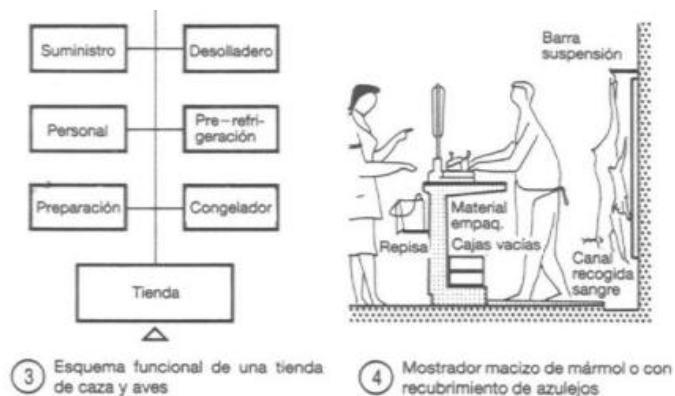 Suministro
Desolladero
Personal
Pre-refri-
geración
Preparación
Congelador
Tienda
3 Esquema funcional de una tienda
de caza y aves
Barra
suspensión
Material
empaq.
Repisa
Cajas vacías
Canal
recogida
sangre
4 Mostrador macizo de mármol o con
recubrimiento de azulejos